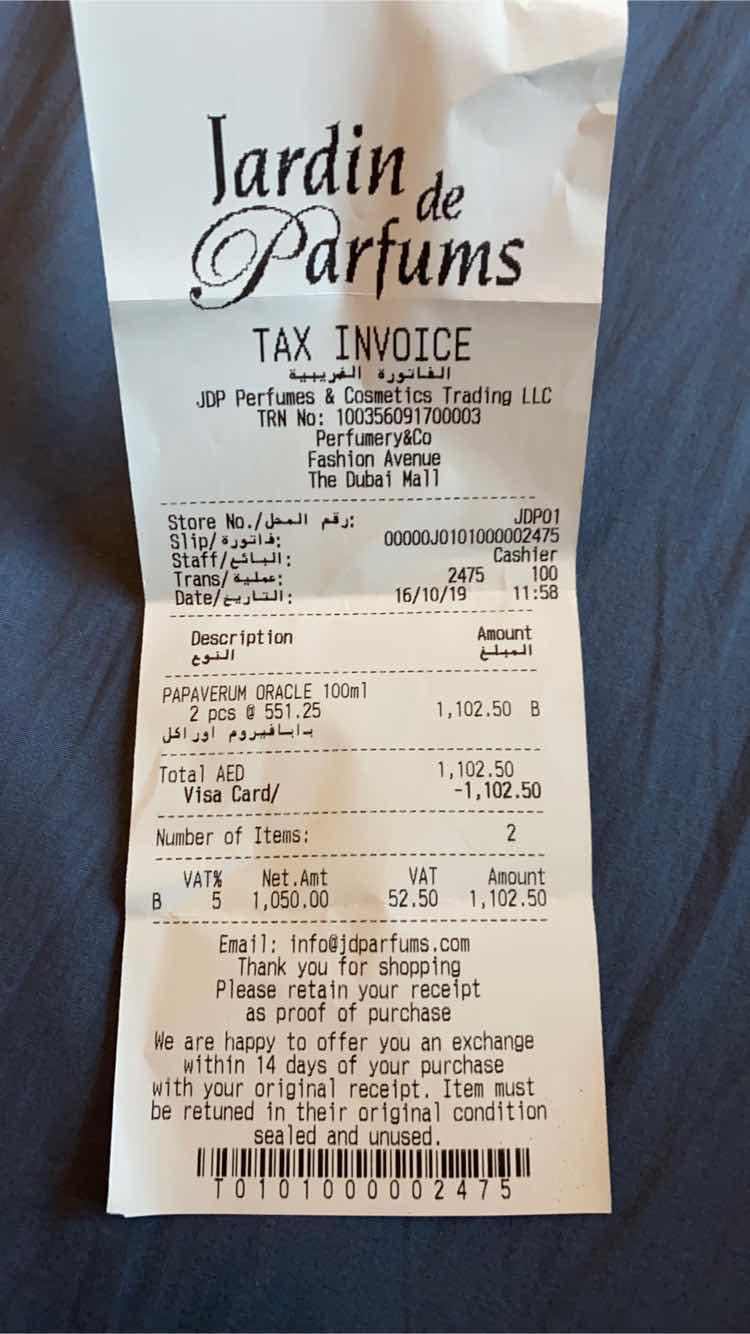 Jardin de
Parfums
TAX INVOICE
الفاتورة الضريبية
JDP Perfumes & Cosmetics Trading LLC
TRN No: 100356091700003
Perfumery&Co
Fashion Avenue
The Dubai Mall
Store No./رقم المحل: JDP01
Slip/فاتورة: 00000J0101000002475
Staff/البائع: Cashier
Trans/عملية: 2475 100
Date/التاريخ: 16/10/19 11:58
Description Amount
النوع المبلغ
PAPAVERUM ORACLE 100ml
2 pcs @ 551.25 1,102.50 B
بابافيروم اوراكل
Total AED 1,102.50
Visa Card/ -1,102.50
Number of Items: 2
VAT% Net.Amt VAT Amount
B 5 1,050.00 52.50 1,102.50
Email: info@jdparfums.com
Thank you for shopping
Please retain your receipt
as proof of purchase
We are happy to offer you an exchange
within 14 days of your purchase
with your original receipt. Item must
be retuned in their original condition
sealed and unused.
T0101000002475